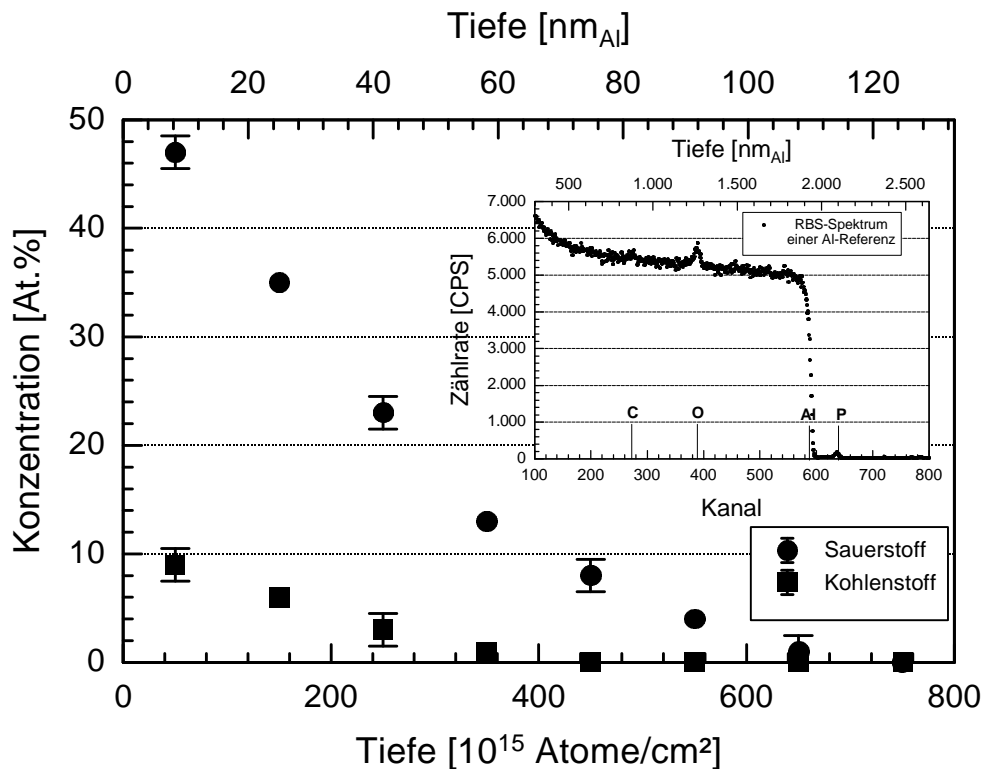 Tiefe [nm_Al]
0 20 40 60 80 100 120
50
40
30
20
10
0
Konzentration [At.%]
0 200 400 600 800
Tiefe [10¹⁵ Atome/cm²]
Tiefe [nm_Al]
500 1.000 1.500 2.000 2.500
7.000
6.000
5.000
4.000
3.000
2.000
1.000
0
Zählrate [CPS]
RBS-Spektrum
einer Al-Referenz
C O Al P
100 200 300 400 500 600 700 800
Kanal
Sauerstoff
Kohlenstoff